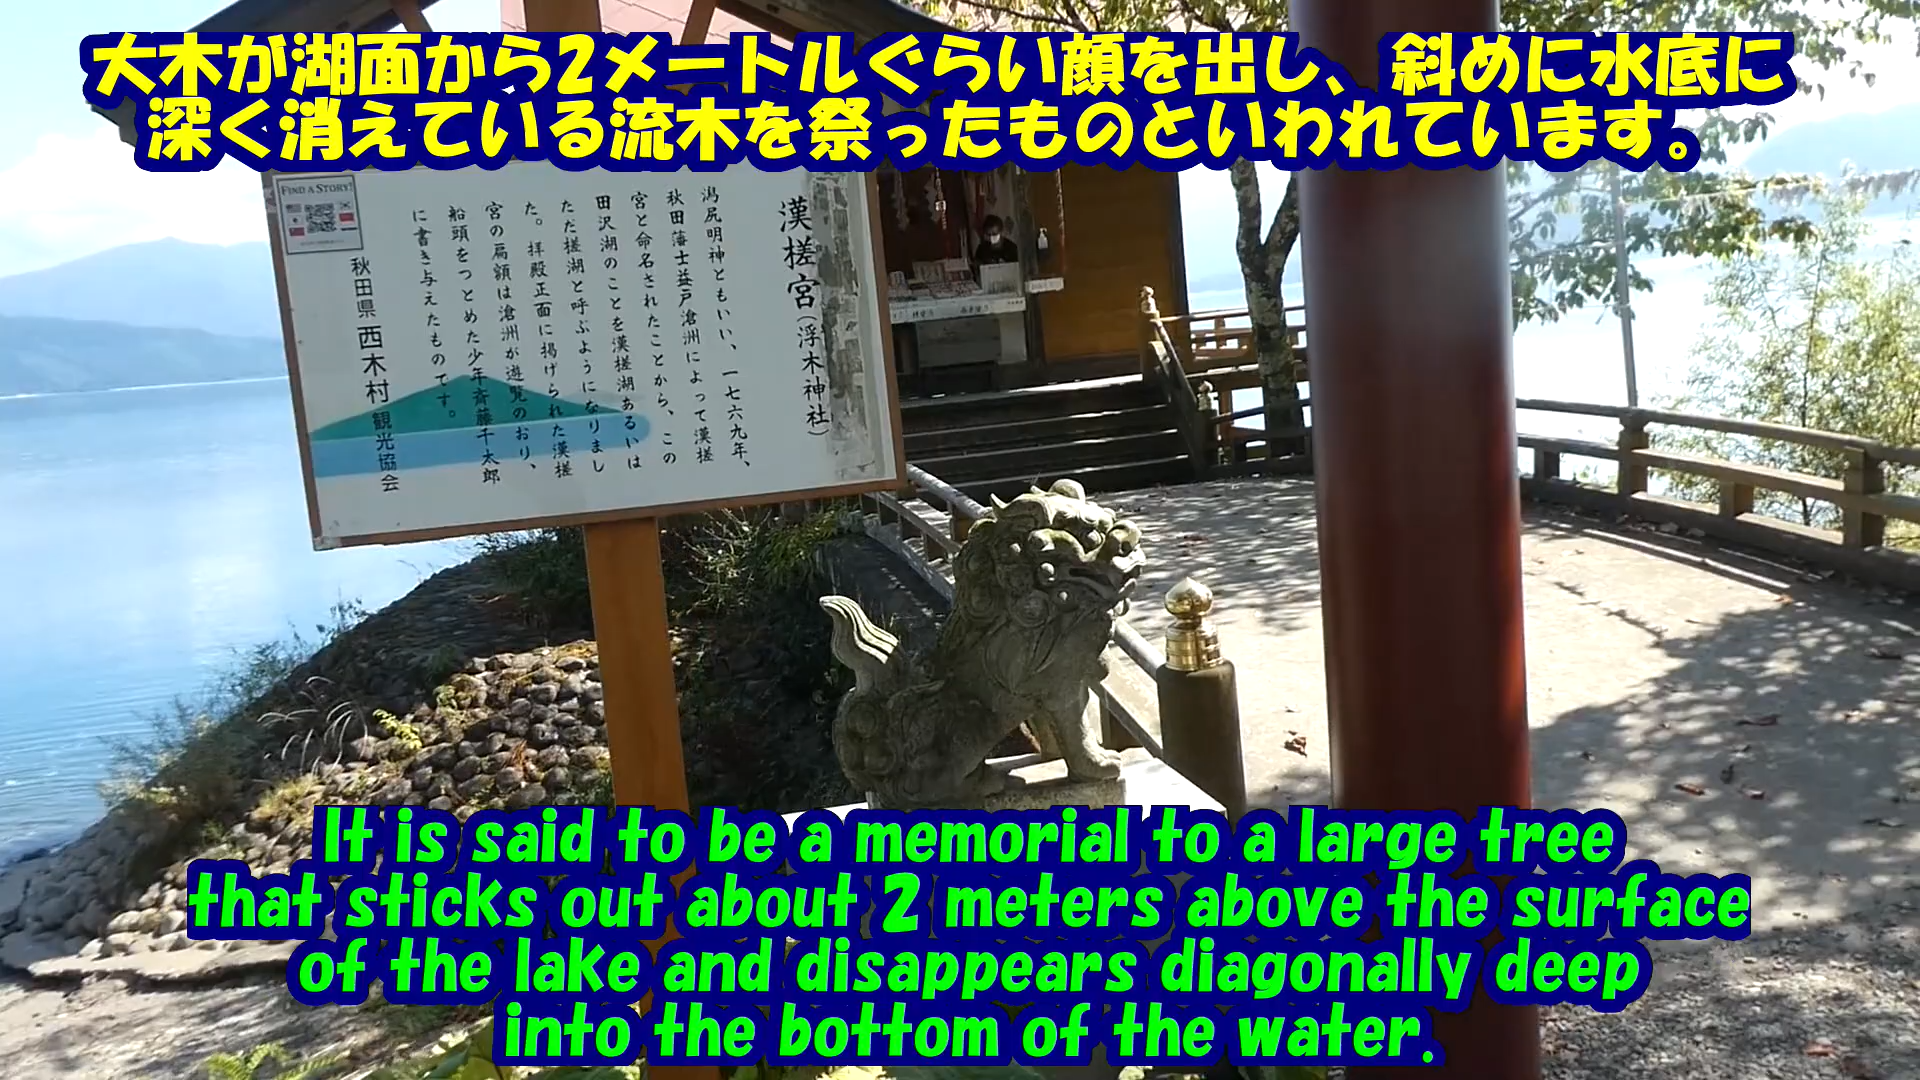 大木が湖面から2メートルぐらい顔を出し、斜めに水底に
深く消えている流木を祭ったものといわれています。
FIND A STORY!
漢槎宮(浮木神社)
潟尻明神ともいい、一七六九年、
秋田藩士益戸滄洲によって漢槎
宮と命名されたことから、この
田沢湖のことを漢槎湖あるいは
ただ槎湖と呼ぶようになりまし
た。拝殿正面に掲げられた漢槎
宮の扁額は滄洲が遊覧のおり、
船頭をつとめた少年斉藤千太郎
に書き与えたものです。
秋田県 西木村 観光協会
It is said to be a memorial to a large tree
that sticks out about 2 meters above the surface
of the lake and disappears diagonally deep
into the bottom of the water.